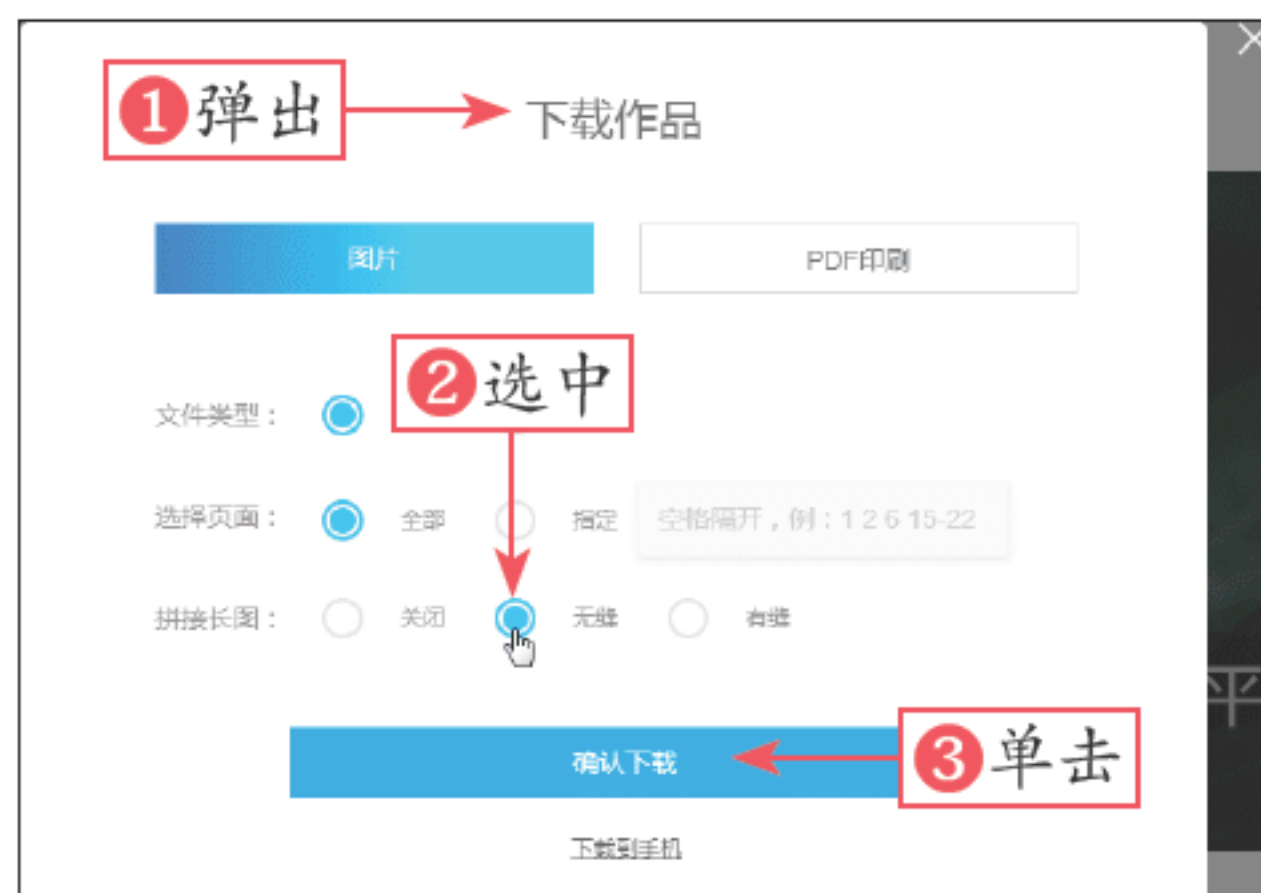 ❶弹出
下载作品
图片 PDF印刷
❷选中
文件类型：
选择页面： 全部 指定 空格隔开，例：1 2 6 15-22
拼接长图： 关闭 无缝 有缝
平
确认下载
❸单击
下载到手机